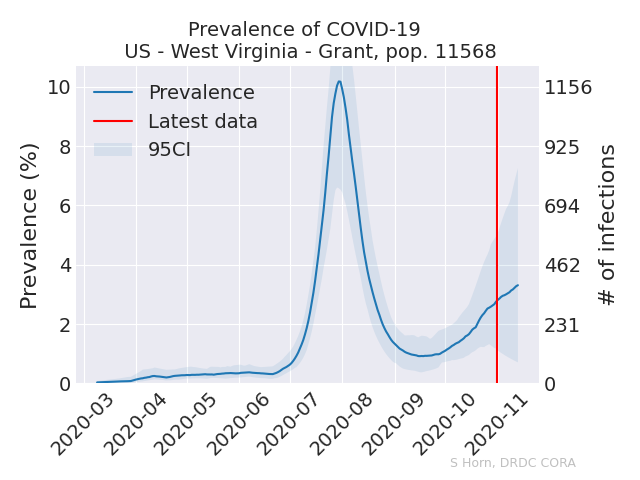 Prevalence of COVID-19
US - West Virginia - Grant, pop. 11568
Prevalence
Latest data
95CI
Prevalence (%)
10
8
6
4
2
0
1156
925
694
462
231
0
# of infections
2020-03
2020-04
2020-05
2020-06
2020-07
2020-08
2020-09
2020-10
2020-11
S Horn, DRDC CORA